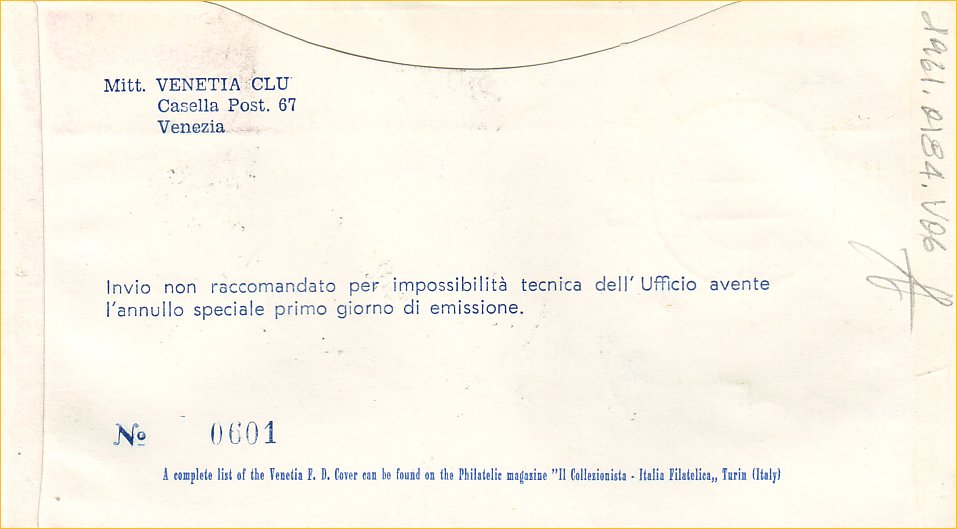 Mitt. VENETIA CLU
Casella Post. 67
Venezia
Invio non raccomandato per impossibilità tecnica dell'Ufficio avente
l'annullo speciale primo giorno di emissione.
No 0601
A complete list of the Venetia F. D. Cover can be found on the Philatelic magazine "Il Collezionista - Italia Filatelica„ Turin (Italy)
1961.0184.V06